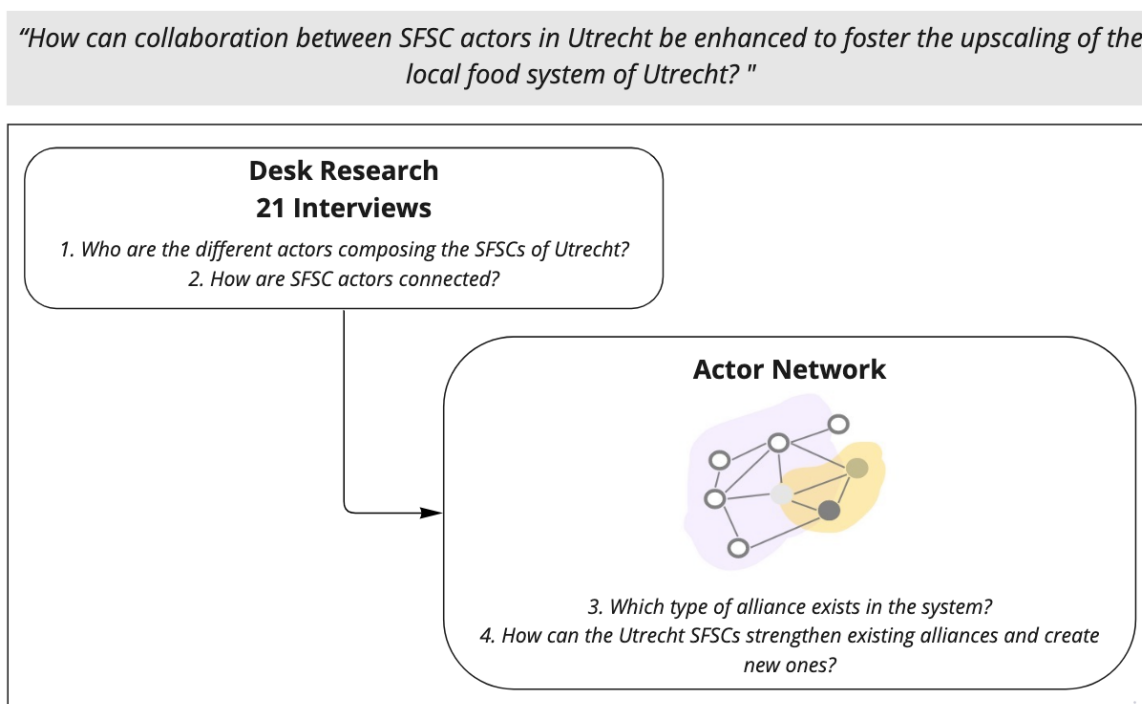 “How can collaboration between SFSC actors in Utrecht be enhanced to foster the upscaling of the
local food system of Utrecht? "
Desk Research
21 Interviews
1. Who are the different actors composing the SFSCs of Utrecht?
2. How are SFSC actors connected?
Actor Network
3. Which type of alliance exists in the system?
4. How can the Utrecht SFSCs strengthen existing alliances and create
new ones?